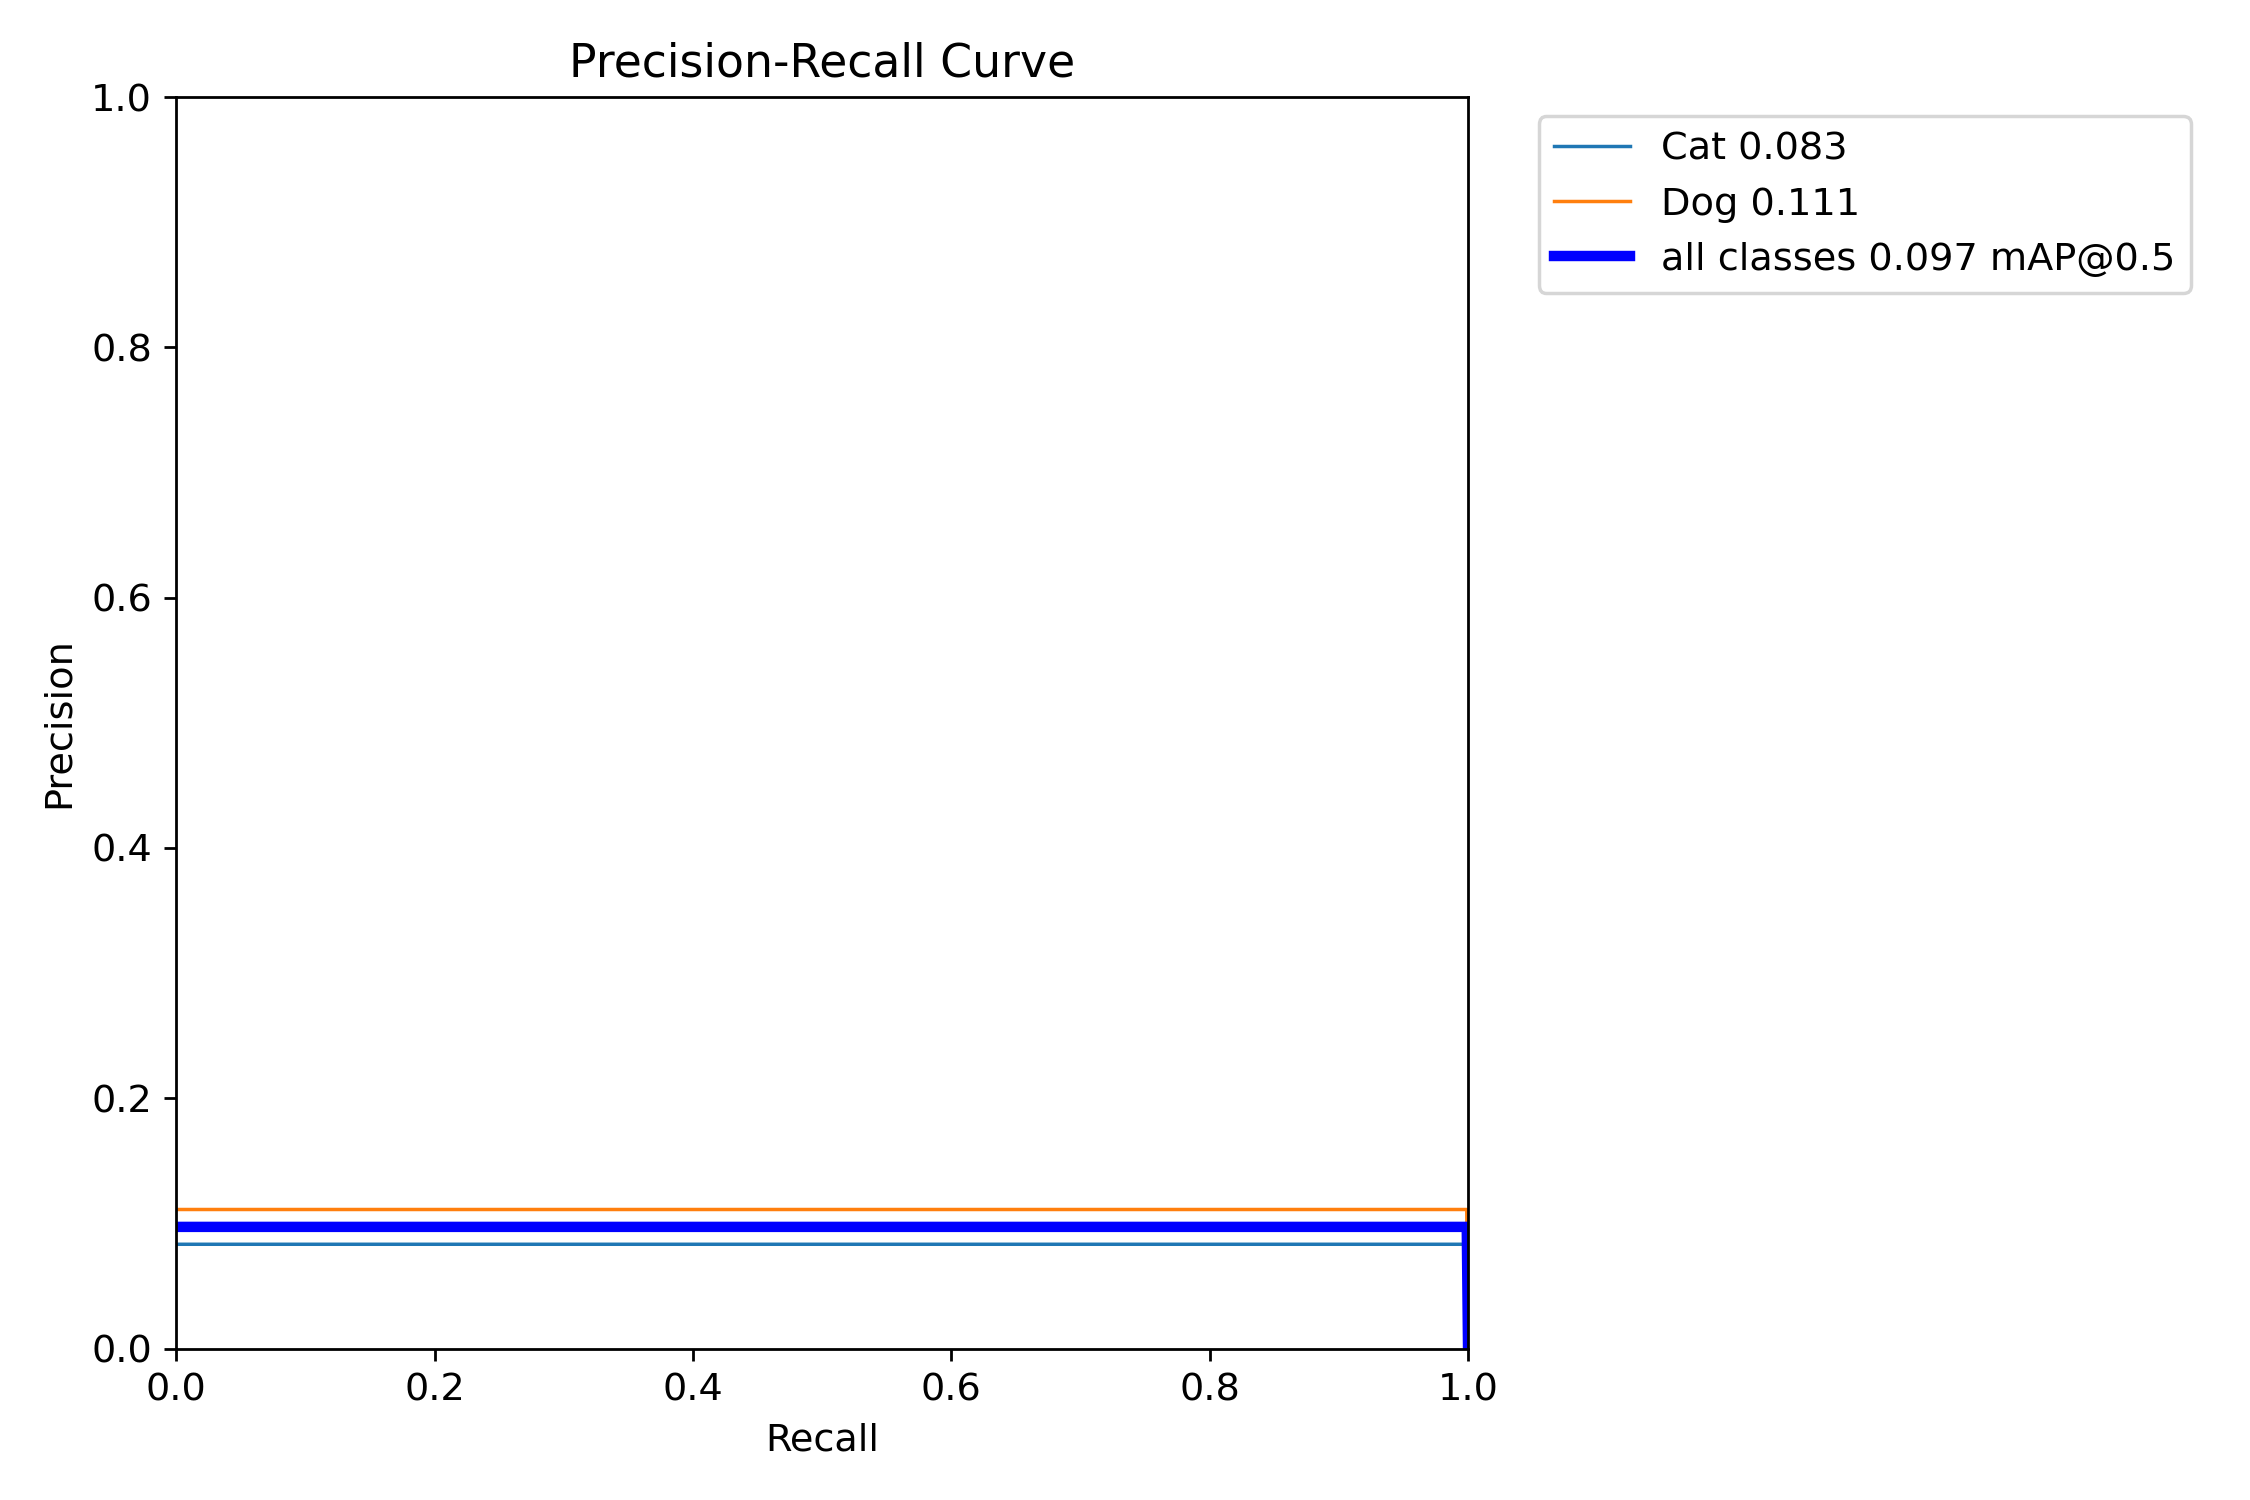 Precision-Recall Curve
1.0
0.8
0.6
0.4
0.2
0.0
Precision
0.0 0.2 0.4 0.6 0.8 1.0
Recall
Cat 0.083
Dog 0.111
all classes 0.097 mAP@0.5